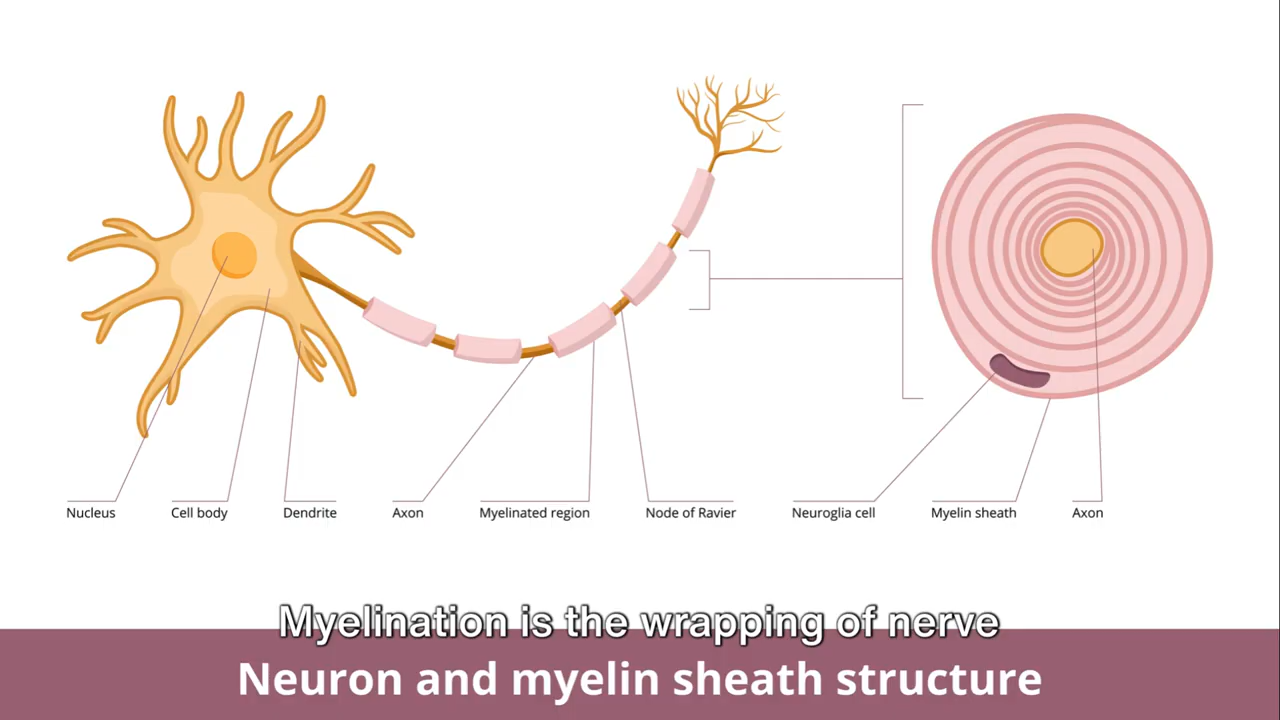 Nucleus
Cell body
Dendrite
Axon
Myelinated region
Node of Ravier
Neuroglia cell
Myelin sheath
Axon
Myelination is the wrapping of nerve
Neuron and myelin sheath structure